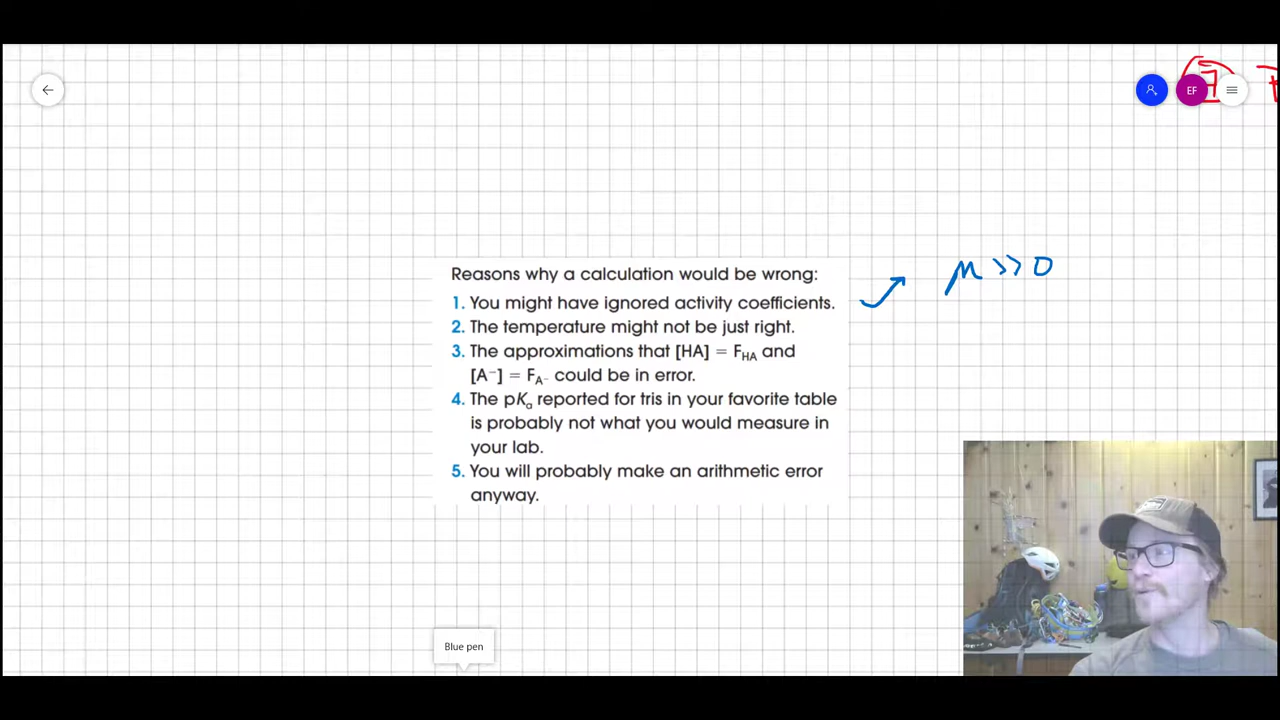 EF
Reasons why a calculation would be wrong:
μ >> 0
1. You might have ignored activity coefficients.
2. The temperature might not be just right.
3. The approximations that [HA] = F_HA and
[A⁻] = F_A⁻ could be in error.
4. The pKₐ reported for tris in your favorite table
is probably not what you would measure in
your lab.
5. You will probably make an arithmetic error
anyway.
Blue pen